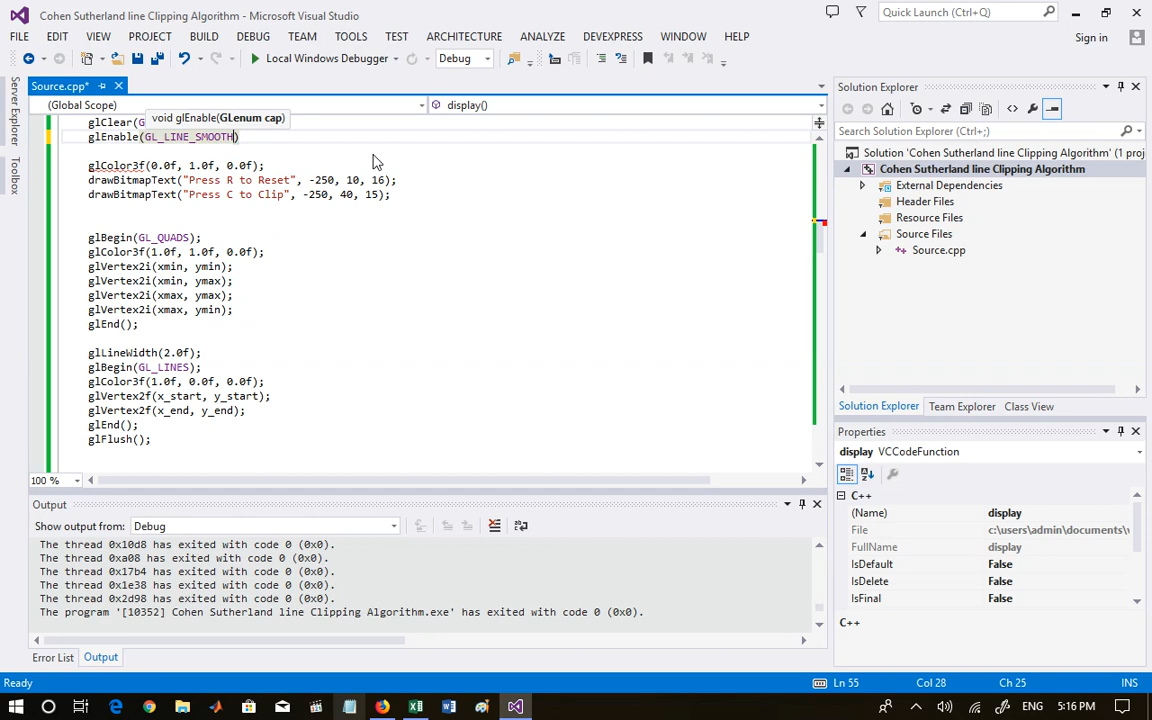 Cohen Sutherland line Clipping Algorithm - Microsoft Visual Studio
Quick Launch (Ctrl+Q)
FILE EDIT VIEW PROJECT BUILD DEBUG TEAM TOOLS TEST ARCHITECTURE DEVEXPRESS ANALYZE WINDOW HELP
Sign in
Local Windows Debugger
Debug
Server Explorer
Toolbox
Source.cpp*
(Global Scope)
display()
void glEnable(GLenum cap)
glClear(G
glEnable(GL_LINE_SMOOTH)
glColor3f(0.0f, 1.0f, 0.0f);
drawBitmapText("Press R to Reset", -250, 10, 16);
drawBitmapText("Press C to Clip", -250, 40, 15);
glBegin(GL_QUADS);
glColor3f(1.0f, 1.0f, 0.0f);
glVertex2i(xmin, ymin);
glVertex2i(xmin, ymax);
glVertex2i(xmax, ymax);
glVertex2i(xmax, ymin);
glEnd();
glLineWidth(2.0f);
glBegin(GL_LINES);
glColor3f(1.0f, 0.0f, 0.0f);
glVertex2f(x_start, y_start);
glVertex2f(x_end, y_end);
glEnd();
glFlush();
100 %
Output
Show output from: Debug
The thread 0x10d8 has exited with code 0 (0x0).
The thread 0xa08 has exited with code 0 (0x0).
The thread 0x17b4 has exited with code 0 (0x0).
The thread 0x1e38 has exited with code 0 (0x0).
The thread 0x2d98 has exited with code 0 (0x0).
The program '[10352] Cohen Sutherland line Clipping Algorithm.exe' has exited with code 0 (0x0).
Error List Output
Solution Explorer
Search Solution Explorer (Ctrl+;)
Solution 'Cohen Sutherland line Clipping Algorithm' (1 proj
Cohen Sutherland line Clipping Algorithm
External Dependencies
Header Files
Resource Files
Source Files
Source.cpp
Solution Explorer Team Explorer Class View
Properties
display VCCodeFunction
C++
(Name) display
File c:\users\admin\documents\v
FullName display
IsDefault False
IsDelete False
IsFinal False
C++
Ready
Ln 55
Col 28
Ch 25
INS
ENG
5:16 PM